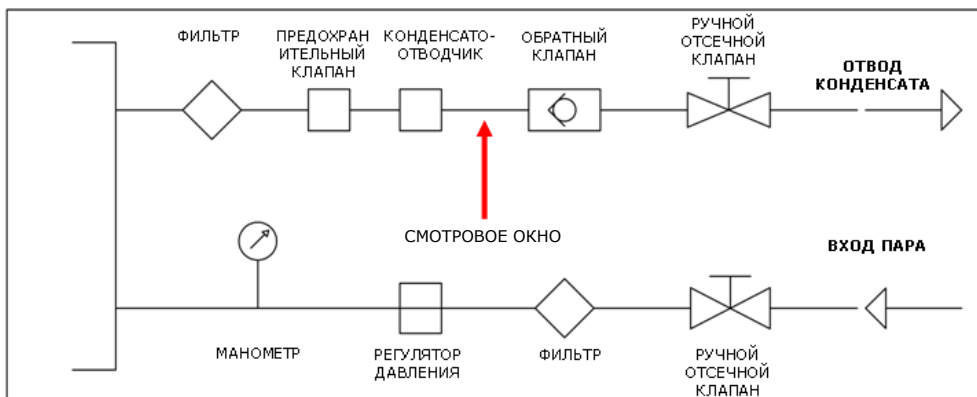 ФИЛЬТР
ПРЕДОХРАН
ИТЕЛЬНЫЙ
КЛАПАН
КОНДЕНСАТО-
ОТВОДЧИК
ОБРАТНЫЙ
КЛАПАН
РУЧНОЙ
ОТСЕЧНОЙ
КЛАПАН
ОТВОД
КОНДЕНСАТА
СМОТРОВОЕ ОКНО
ВХОД ПАРА
МАНОМЕТР
РЕГУЛЯТОР
ДАВЛЕНИЯ
ФИЛЬТР
РУЧНОЙ
ОТСЕЧНОЙ
КЛАПАН